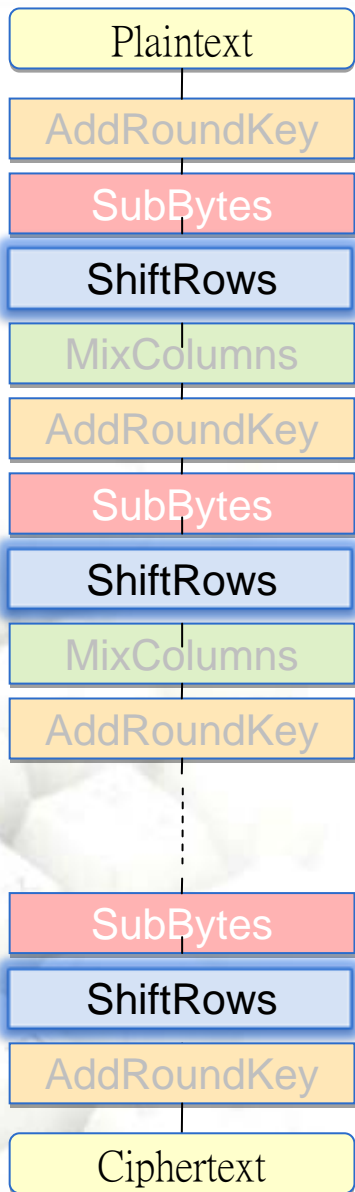 Plaintext
AddRoundKey
SubBytes
ShiftRows
MixColumns
AddRoundKey
SubBytes
ShiftRows
MixColumns
AddRoundKey
SubBytes
ShiftRows
AddRoundKey
Ciphertext